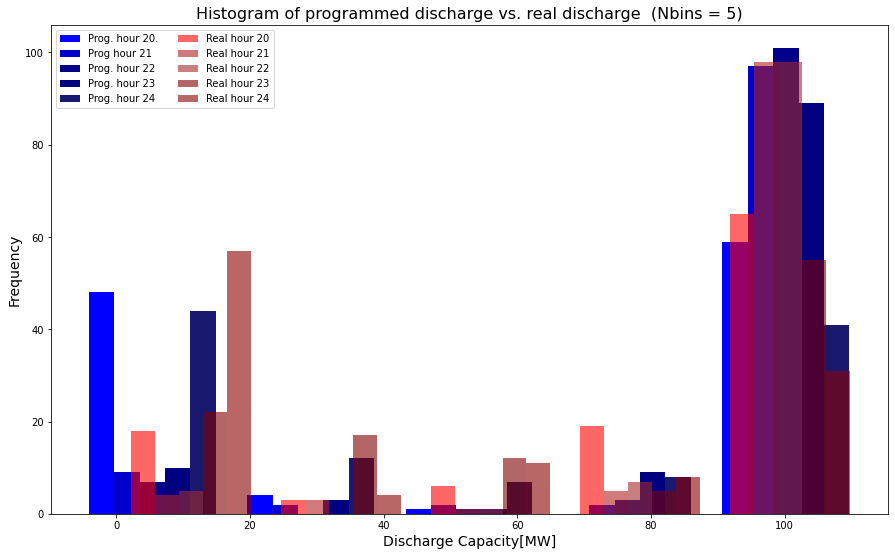 Histogram of programmed discharge vs. real discharge  (Nbins = 5)
Prog. hour 20.
Prog hour 21
Prog. hour 22
Prog. hour 23
Prog. hour 24
Real hour 20
Real hour 21
Real hour 22
Real hour 23
Real hour 24
Frequency
100
80
60
40
20
0
0 20 40 60 80 100
Discharge Capacity[MW]